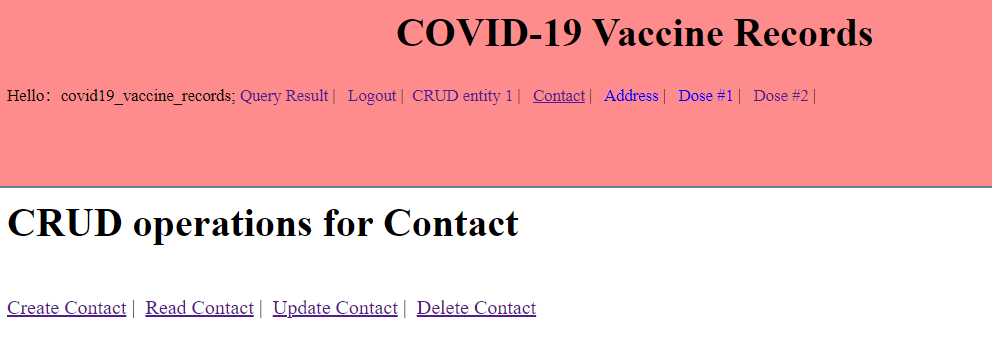 COVID-19 Vaccine Records
Hello： covid19_vaccine_records; Query Result | Logout | CRUD entity 1 | Contact | Address | Dose #1 | Dose #2 |
CRUD operations for Contact
Create Contact | Read Contact | Update Contact | Delete Contact